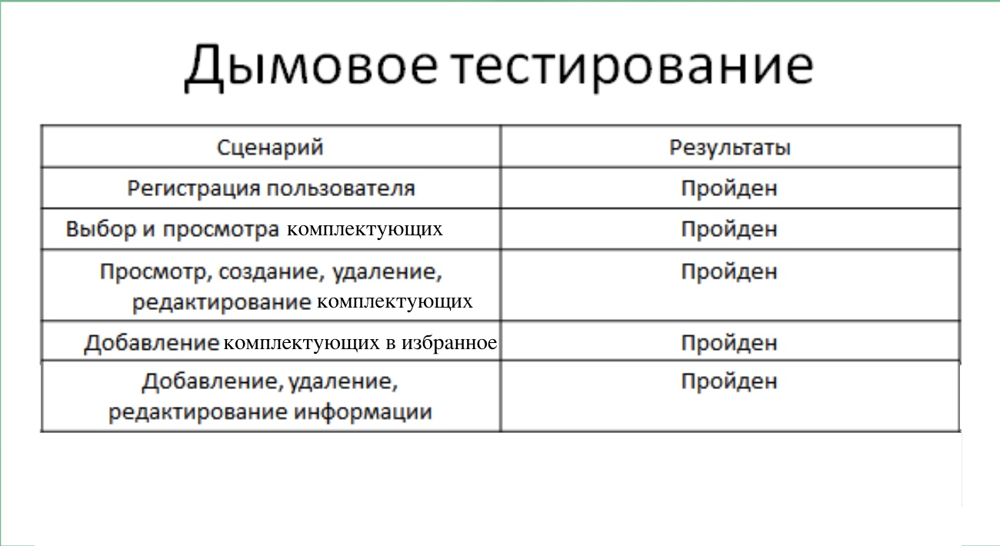 Дымовое тестирование
Сценарий
Результаты
Регистрация пользователя
Пройден
Выбор и просмотра комплектующих
Пройден
Просмотр, создание, удаление,
редактирование комплектующих
Пройден
Добавление комплектующих в избранное
Пройден
Добавление, удаление,
редактирование информации
Пройден